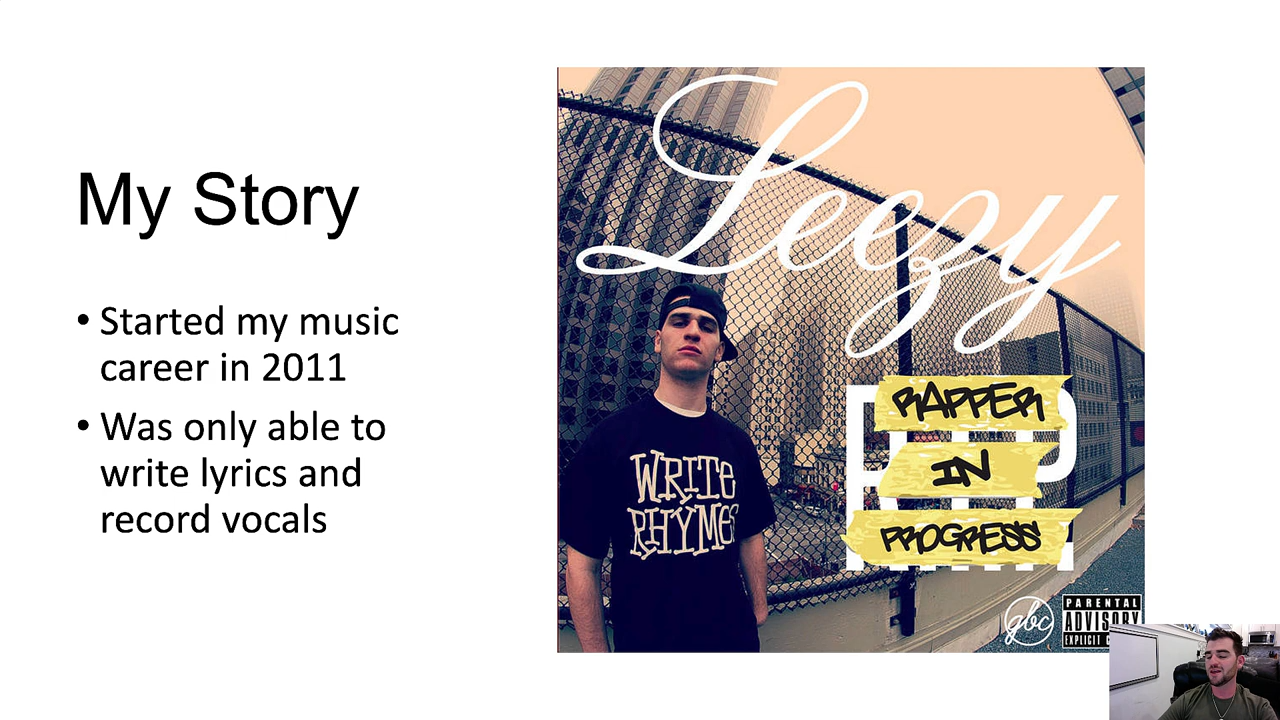 My Story
• Started my music
career in 2011
• Was only able to
write lyrics and
record vocals
Leezy
RAPPER
IN
PROGRESS
WRITE
RHYMES
gbc
PARENTAL
ADVISORY
EXPLICIT